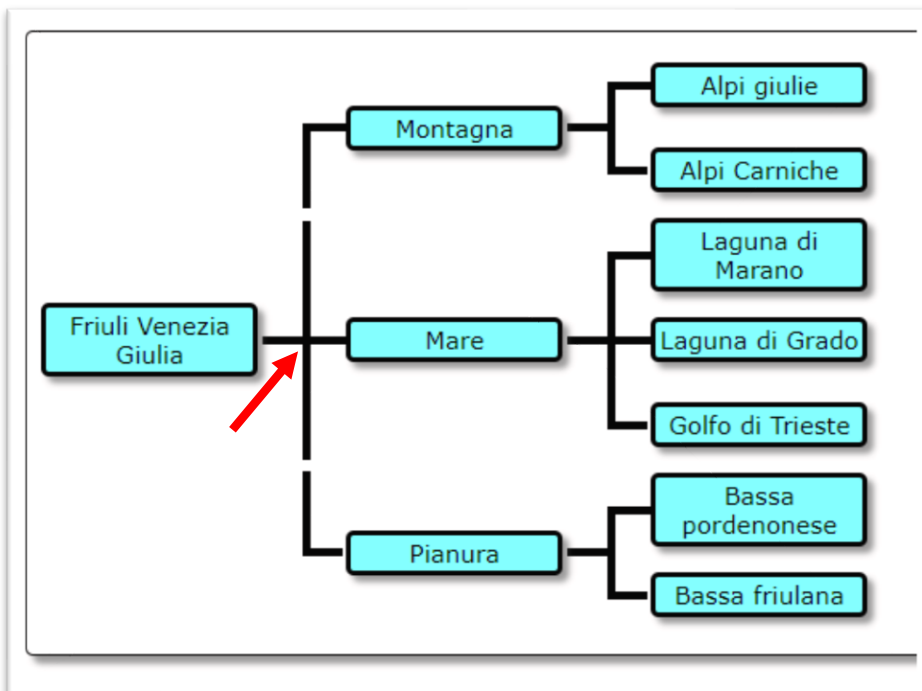 Friuli Venezia
Giulia
Montagna
Alpi giulie
Alpi Carniche
Mare
Laguna di
Marano
Laguna di Grado
Golfo di Trieste
Pianura
Bassa
pordenonese
Bassa friulana